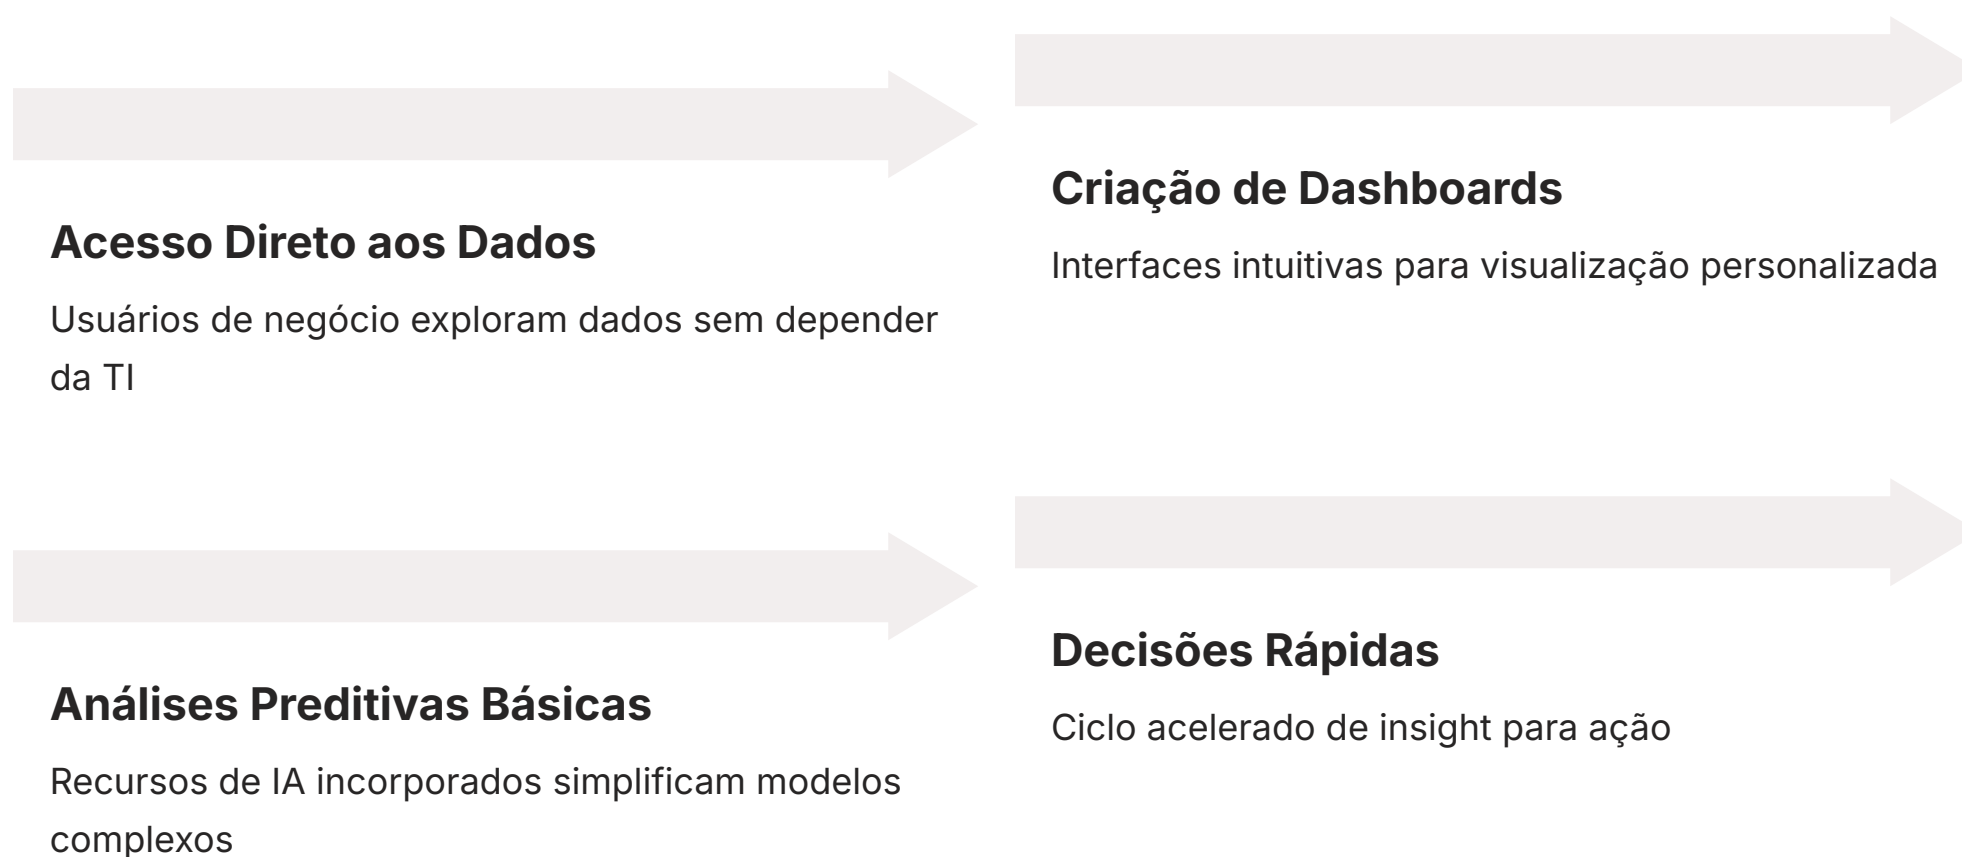 Acesso Direto aos Dados
Usuários de negócio exploram dados sem depender
da TI
Criação de Dashboards
Interfaces intuitivas para visualização personalizada
Análises Preditivas Básicas
Recursos de IA incorporados simplificam modelos
complexos
Decisões Rápidas
Ciclo acelerado de insight para ação